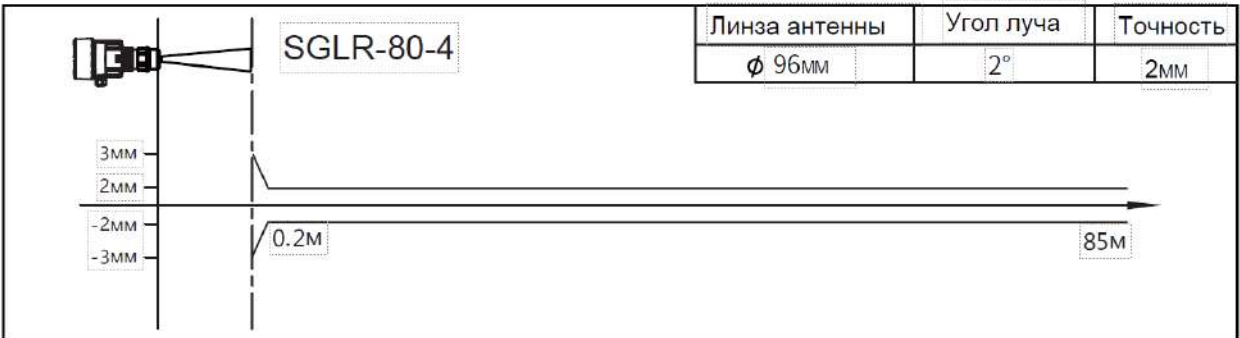 SGLR-80-4
Линза антенны Угол луча Точность
ϕ 96мм 2° 2мм
3мм
2мм
-2мм
-3мм
0.2м
85м